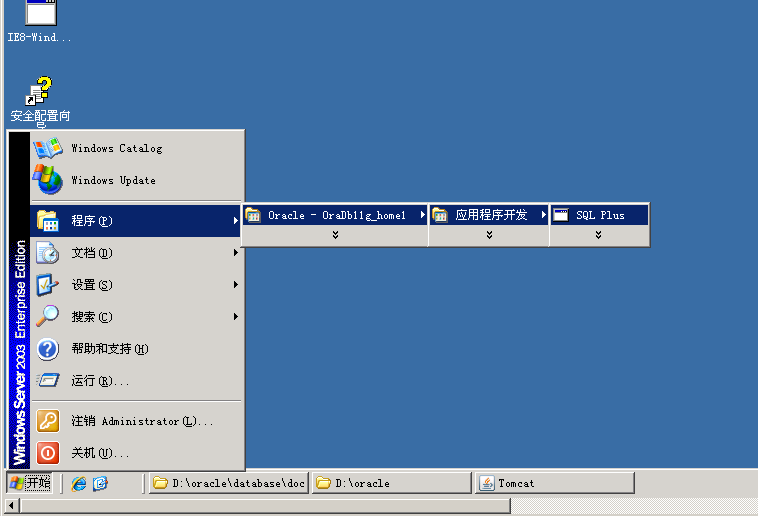 IE8-Wind...
安全配置向
导
Windows Catalog
Windows Update
程序(P)
Oracle - OraDb11g_home1
应用程序开发
SQL Plus
文档(D)
设置(S)
搜索(C)
帮助和支持(H)
运行(R)...
注销 Administrator(L)...
关机(U)...
Windows Server 2003 Enterprise Edition
开始
D:\oracle\database\doc
D:\oracle
Tomcat